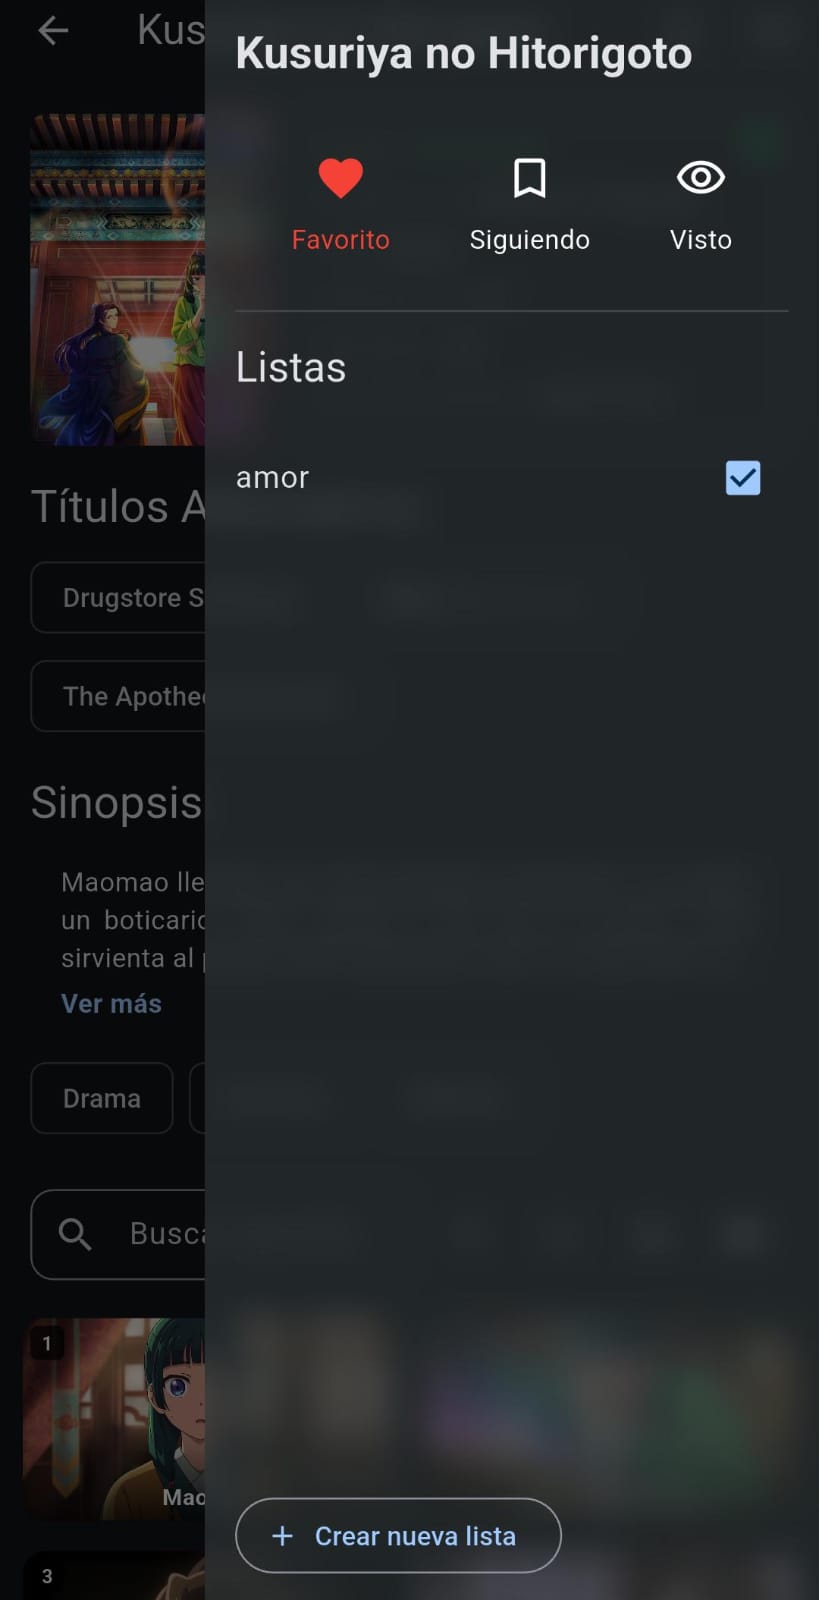 Kus
Kusuriya no Hitorigoto
Favorito
Siguiendo
Visto
Listas
amor
Títulos A
Drugstore S
The Apothe
Sinopsis
Maomao lle
un boticario
sirvienta al
Ver más
Drama
Busca
1
Mao
3
+ Crear nueva lista